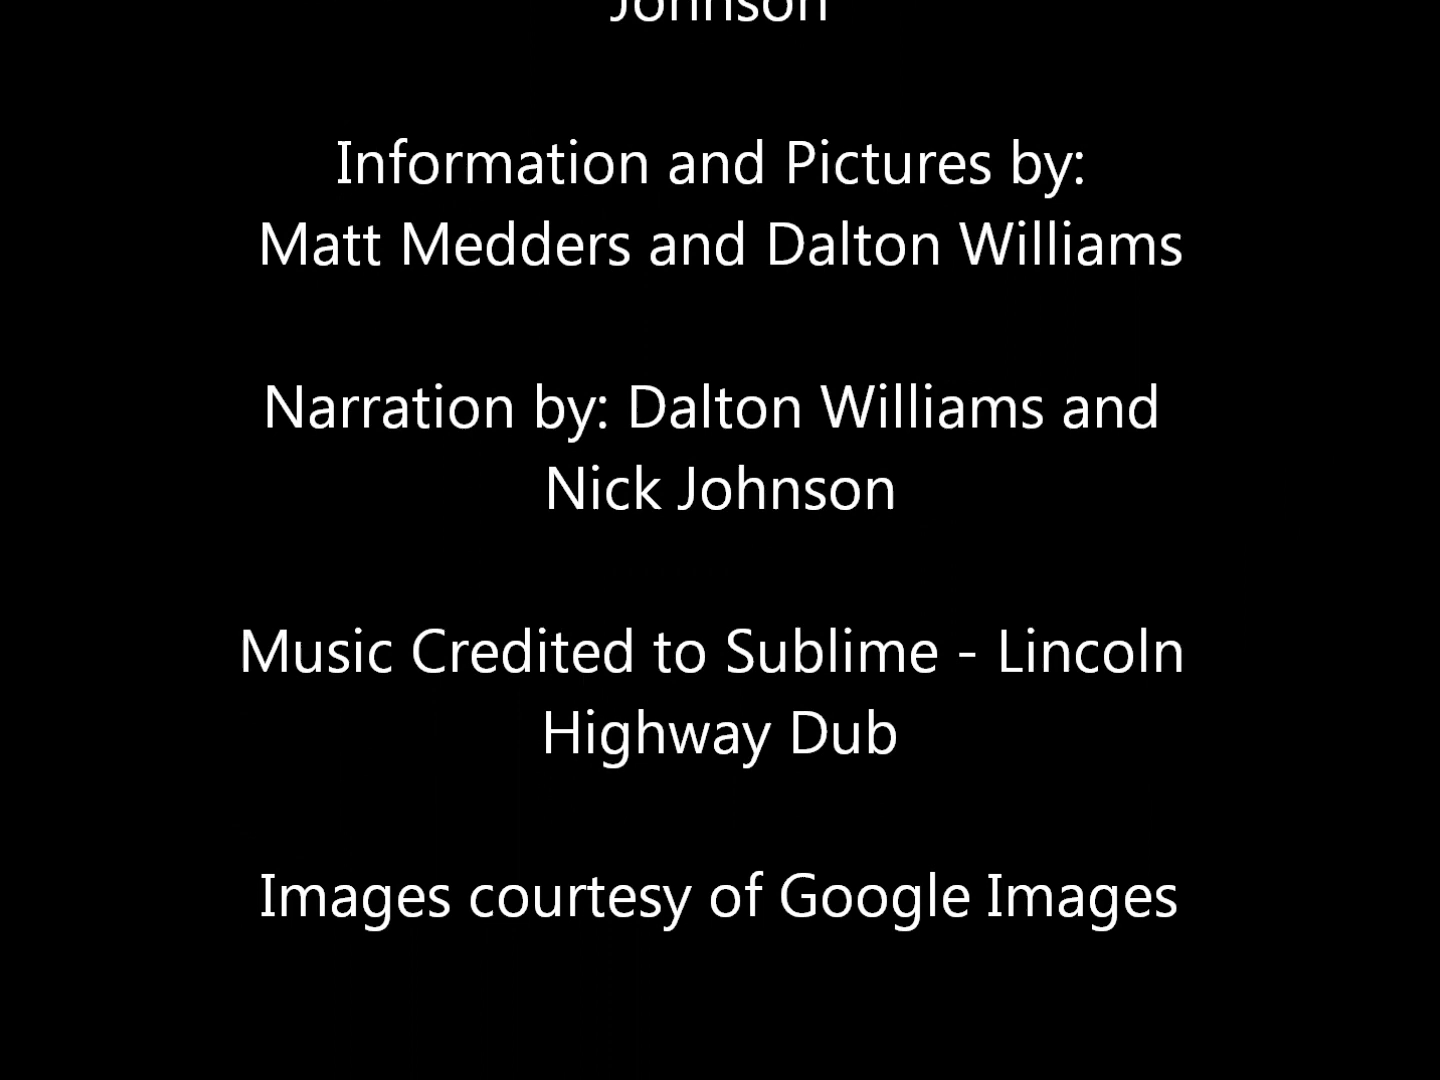 Johnson
Information and Pictures by:
Matt Medders and Dalton Williams
Narration by: Dalton Williams and
Nick Johnson
Music Credited to Sublime - Lincoln
Highway Dub
Images courtesy of Google Images